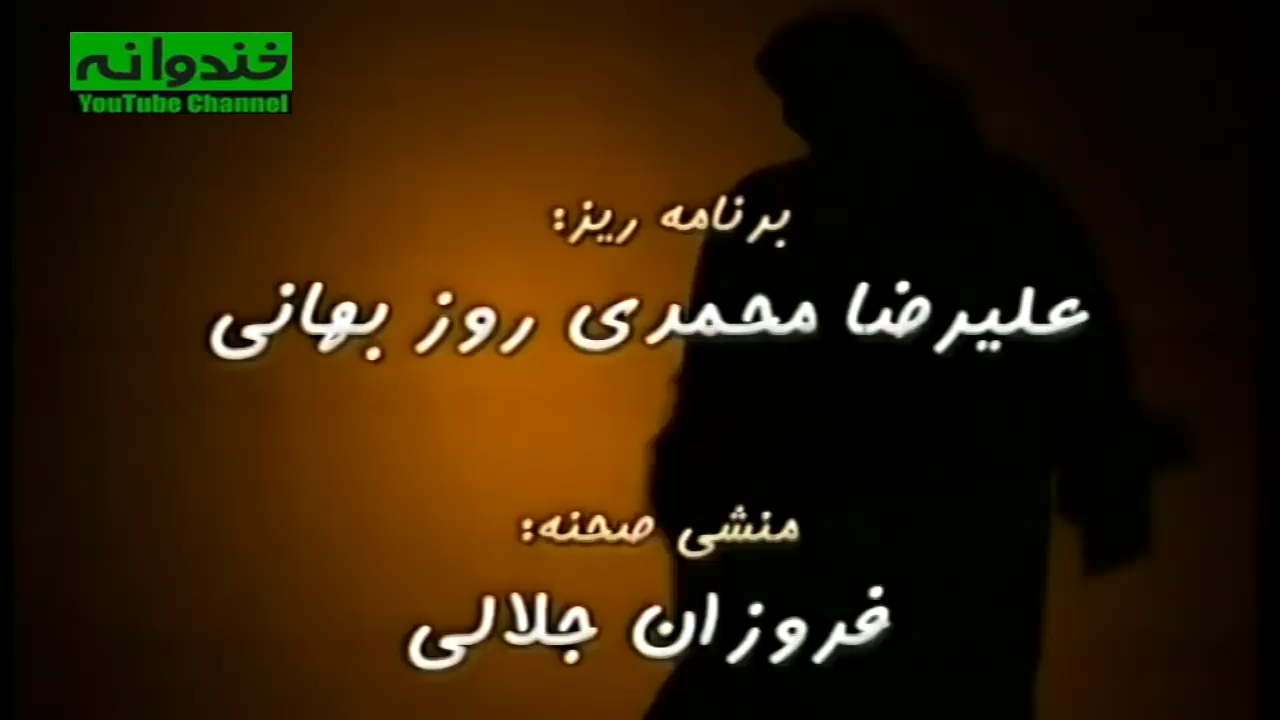 خندوانه
YouTube Channel
برنامه ریز:
علیرضا محمدی روز بهانی
منشی صحنه:
فروزان جلالی